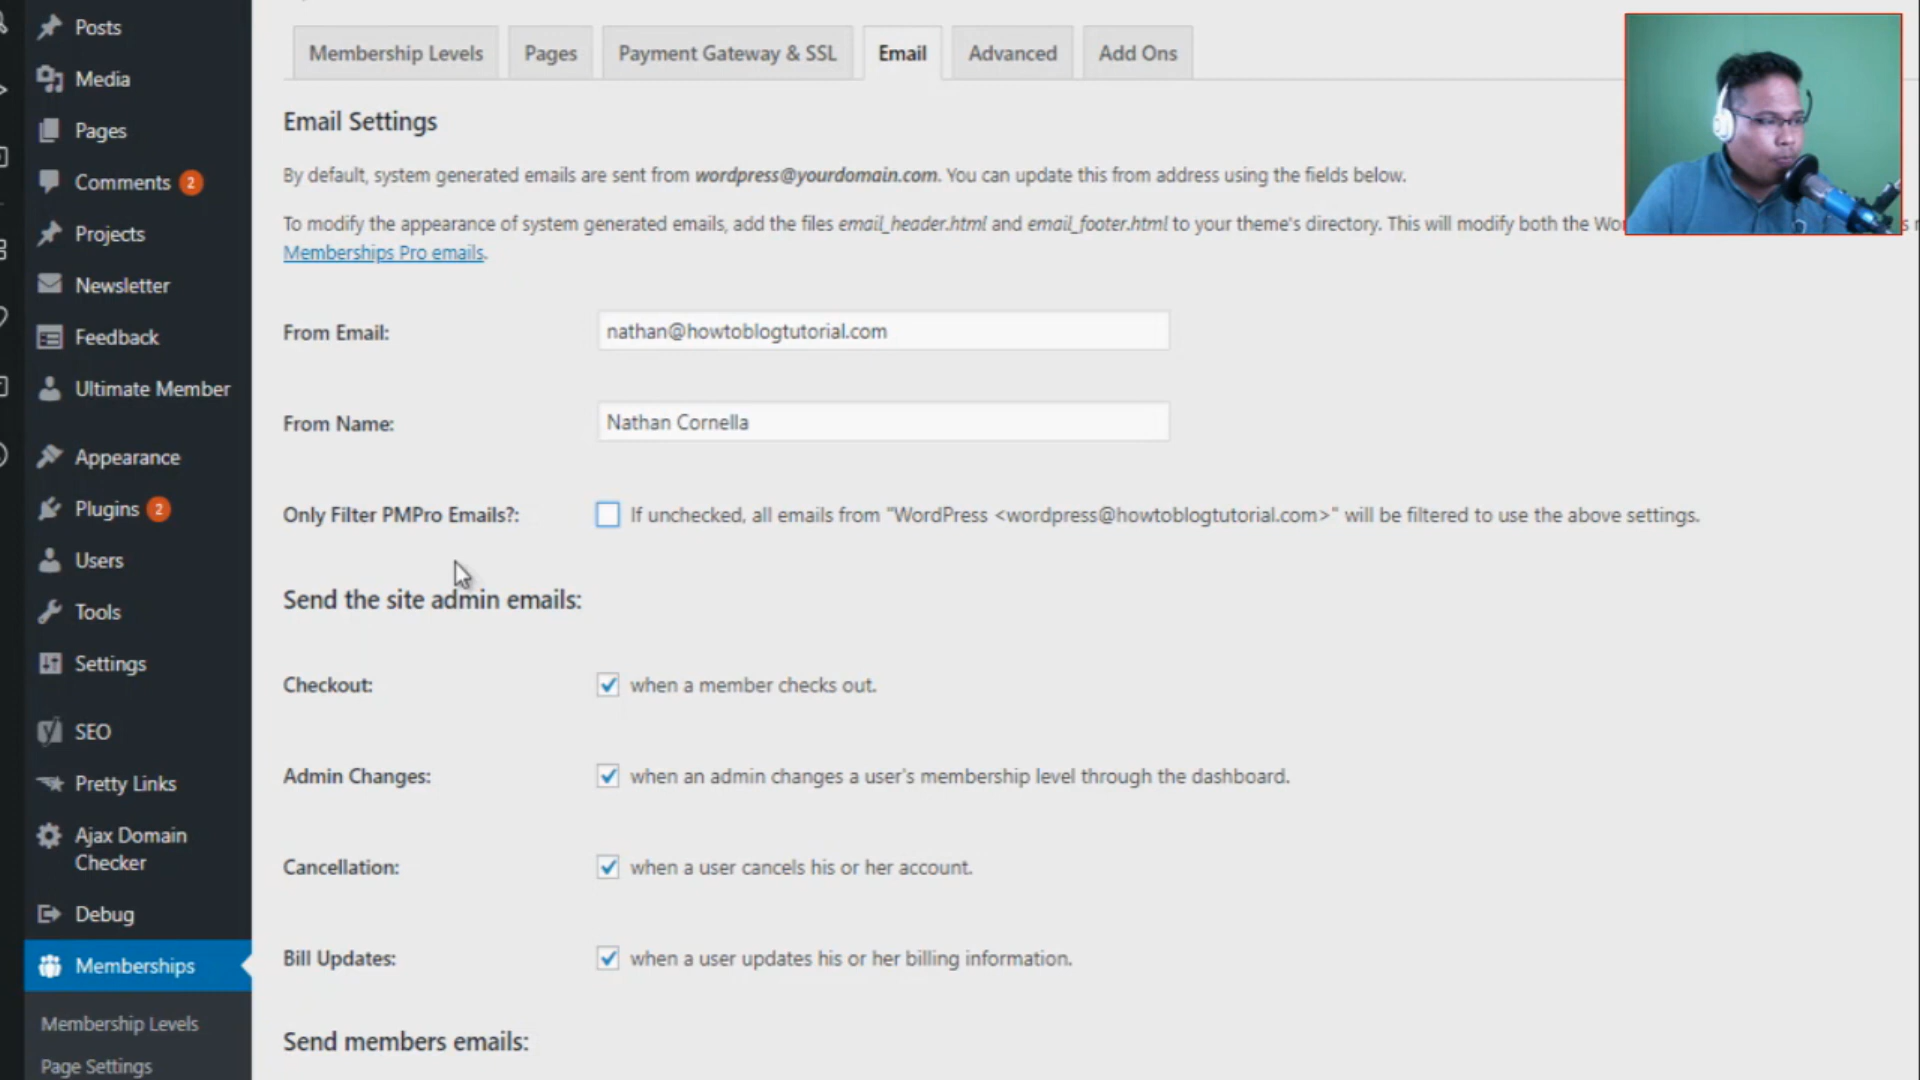 Posts
Media
Pages
Comments 2
Projects
Newsletter
Feedback
Ultimate Member
Appearance
Plugins 2
Users
Tools
Settings
SEO
Pretty Links
Ajax Domain
Checker
Debug
Memberships
Membership Levels
Page Settings
Membership Levels Pages Payment Gateway & SSL Email Advanced Add Ons
Email Settings
By default, system generated emails are sent from wordpress@yourdomain.com. You can update this from address using the fields below.
To modify the appearance of system generated emails, add the files email_header.html and email_footer.html to your theme's directory. This will modify both the
Memberships Pro emails.
From Email: nathan@howtoblogtutorial.com
From Name: Nathan Cornella
Only Filter PMPro Emails?: If unchecked, all emails from "WordPress <wordpress@howtoblogtutorial.com>" will be filtered to use the above settings.
Send the site admin emails:
Checkout: when a member checks out.
Admin Changes: when an admin changes a user's membership level through the dashboard.
Cancellation: when a user cancels his or her account.
Bill Updates: when a user updates his or her billing information.
Send members emails: